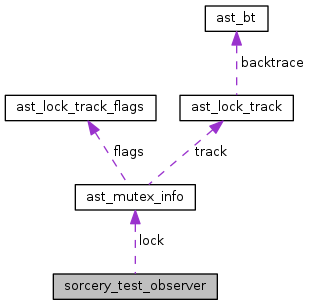 ast_bt
backtrace
ast_lock_track_flags
ast_lock_track
flags
track
ast_mutex_info
lock
sorcery_test_observer